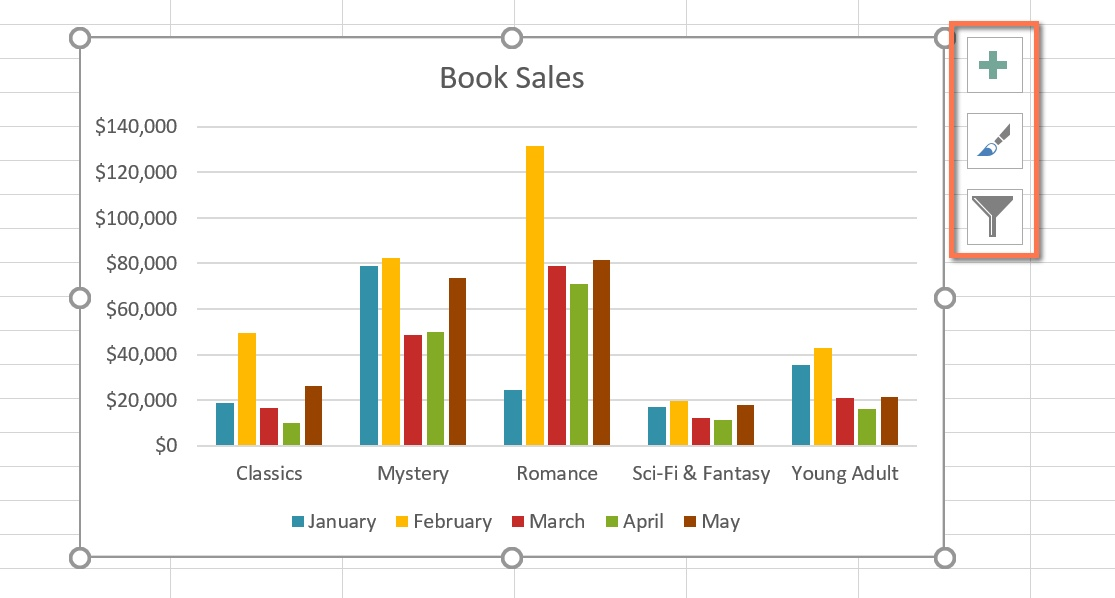 Book Sales
$140,000
$120,000
$100,000
$80,000
$60,000
$40,000
$20,000
$0
Classics Mystery Romance Sci-Fi & Fantasy Young Adult
January February March April May